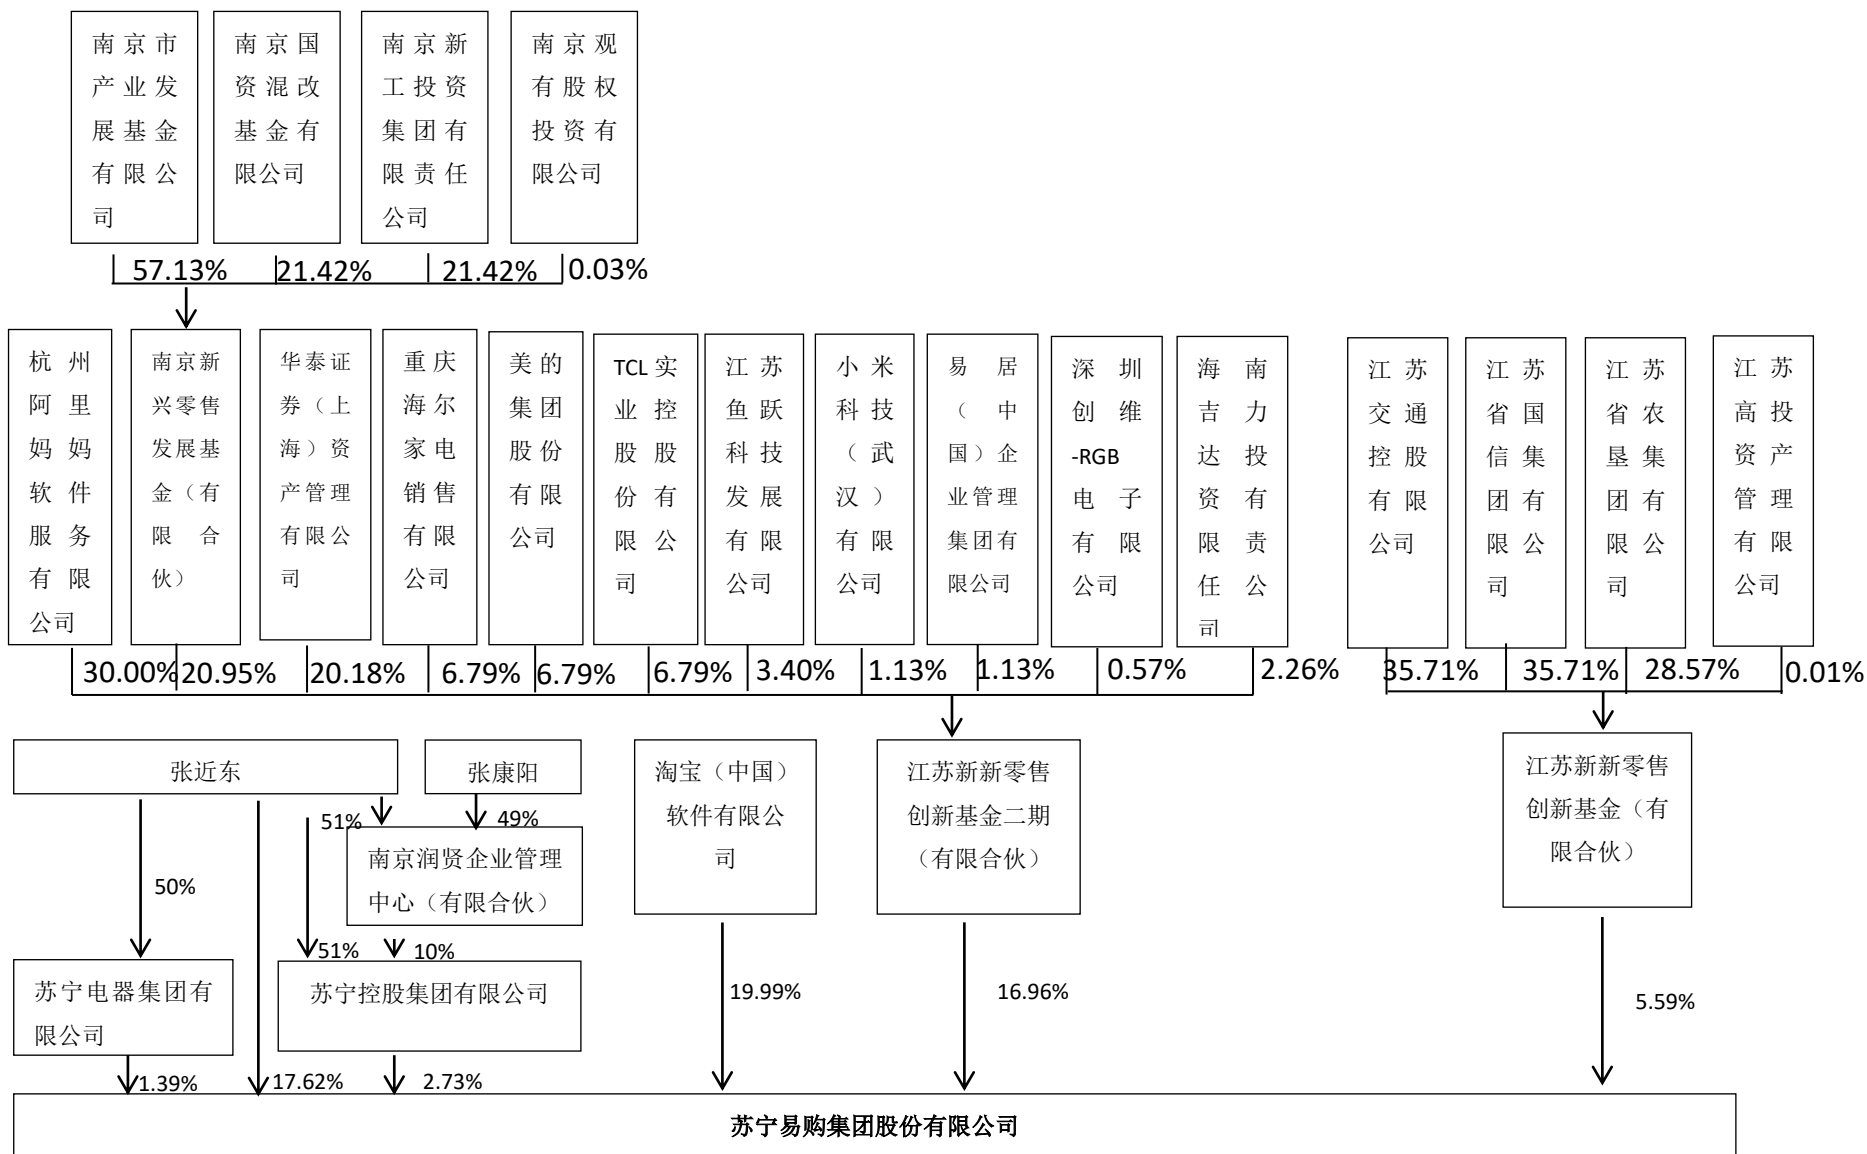 南京市
产业发
展基金
有限公
司
南京国
资混改
基金有
限公司
南京新
工投资
集团有
限责任
公司
南京观
有股权
投资有
限公司
57.13%
21.42%
21.42%
0.03%
杭州
阿里
妈妈
软件
服务
有限
公司
南京新
兴零售
发展基
金（有
限合
伙）
华泰证
券（上
海）资
产管理
有限公
司
重庆
海尔
家电
销售
有限
公司
美的
集团
股份
有限
公司
TCL实
业控
股股
份有
限公
司
江苏
鱼跃
科技
发展
有限
公司
小米
科技
（武
汉）
有限
公司
易居
（中
国）企
业管理
集团有
限公司
深圳
创维
-RGB
电子
有限
公司
海南
吉力
达投
资有
限责
任公
司
江苏
交通
控股
有限
公司
江苏
省国
信集
团有
限公
司
江苏
省农
垦集
团有
限公
司
江苏
高投
资产
管理
有限
公司
30.00%
20.95%
20.18%
6.79%
6.79%
6.79%
3.40%
1.13%
1.13%
0.57%
2.26%
35.71%
35.71%
28.57%
0.01%
张近东
张康阳
淘宝（中国）
软件有限公
司
江苏新新零售
创新基金二期
（有限合伙）
江苏新新零售
创新基金（有
限合伙）
51%
49%
南京润贤企业管理
中心（有限合伙）
50%
51%
10%
苏宁电器集团有
限公司
苏宁控股集团有限公司
19.99%
16.96%
5.59%
1.39%
17.62%
2.73%
苏宁易购集团股份有限公司